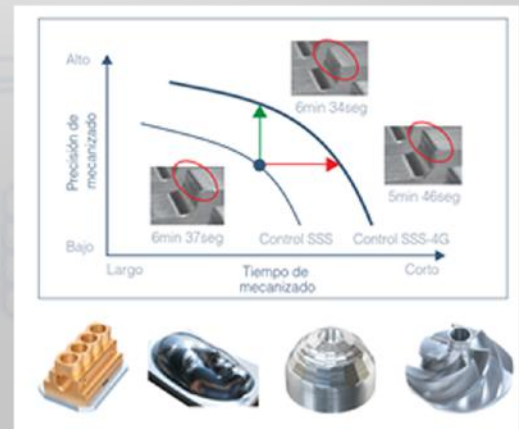 Alto
6min 34seg
Precisión de
mecanizado
5min 46seg
6min 37seg
Control SSS
Control SSS-4G
Bajo
Largo
Tiempo de
mecanizado
Corto